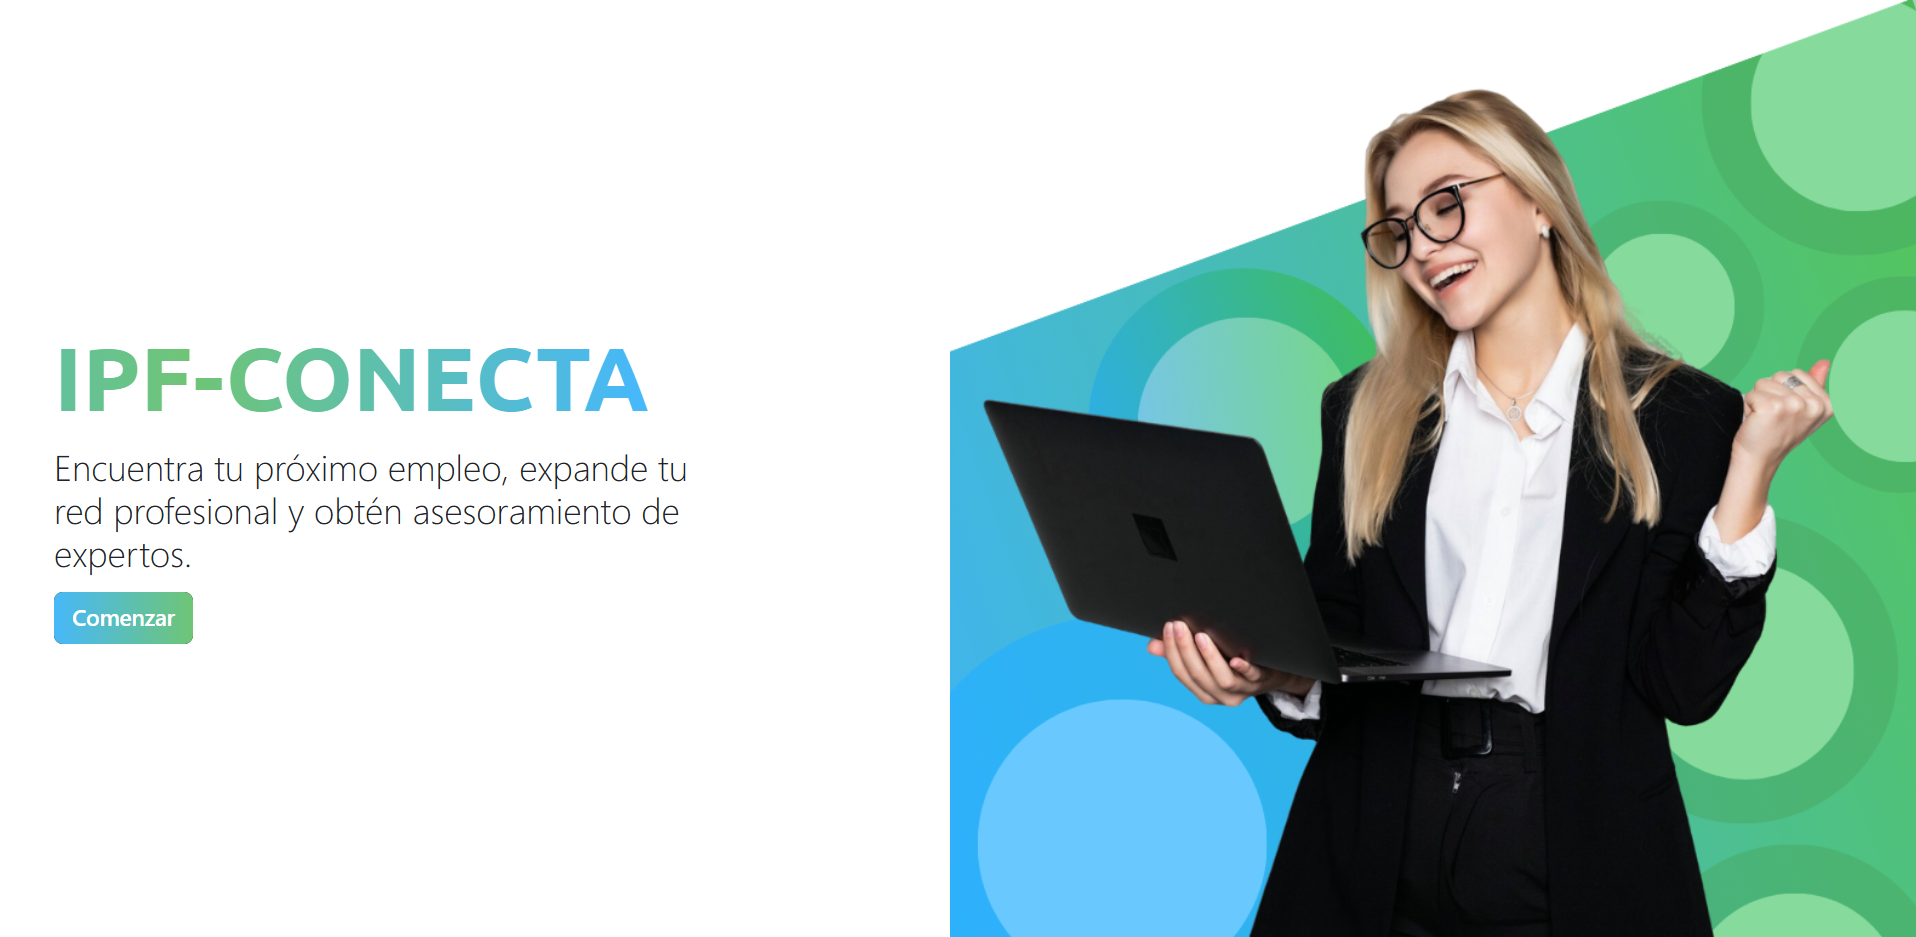 IPF-CONECTA
Encuentra tu próximo empleo, expande tu
red profesional y obtén asesoramiento de
expertos.
Comenzar